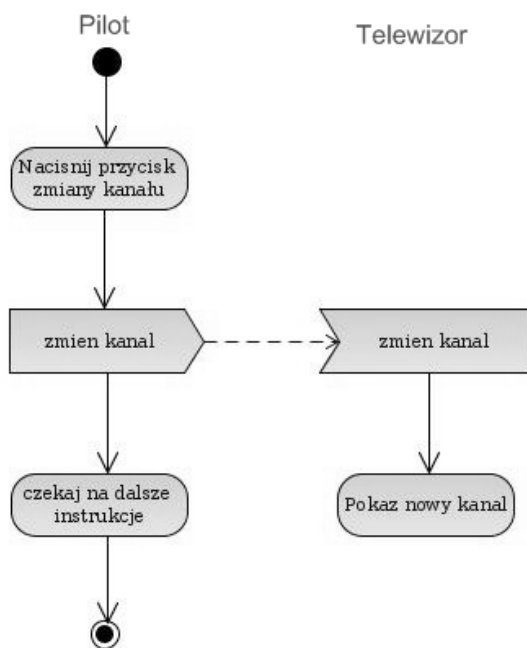 Pilot
Telewizor
Nacisnij przycisk
zmiany kanału
zmien kanal
zmien kanal
czekaj na dalsze
instrukcje
Pokaz nowy kanal